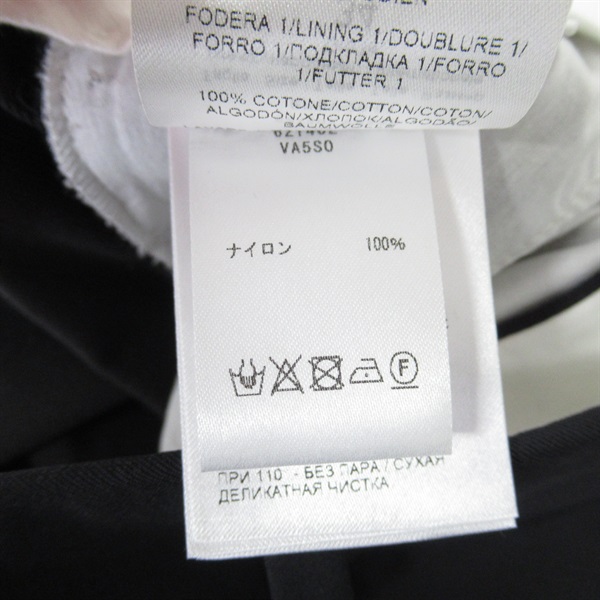 FODERA 1/LINING 1/DOUBLURE 1/
FORRO 1/ПОДКЛАДКА 1/FORRO
1/FUTTER 1
100% COTONE/COTTON/COTON/
ALGODÓN/ХЛОПОК/ALGODÃO/
BAUMWOLLE
VA5S0
ナイロン 100%
F
ПРИ 110° - БЕЗ ПАРА / СУХАЯ
ДЕЛИКАТНАЯ ЧИСТКА